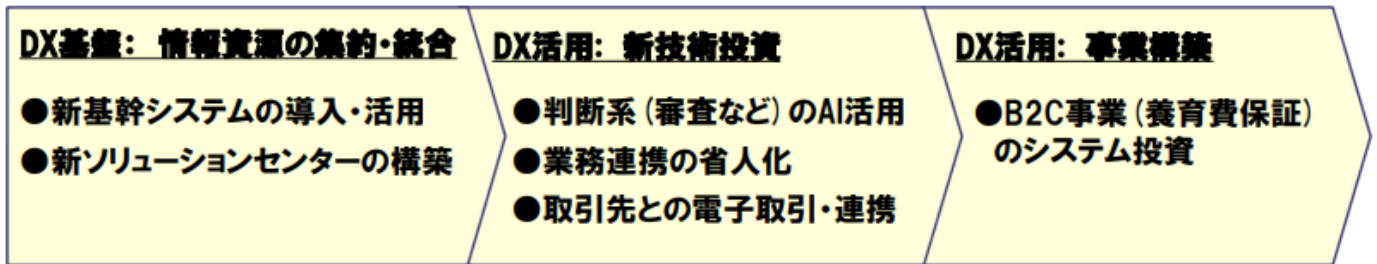 DX基盤: 情報資源の集約・統合
●新基幹システムの導入・活用
●新ソリューションセンターの構築
DX活用: 新技術投資
●判断系(審査など)のAI活用
●業務連携の省人化
●取引先との電子取引・連携
DX活用: 事業構築
●B2C事業(養育費保証)
のシステム投資